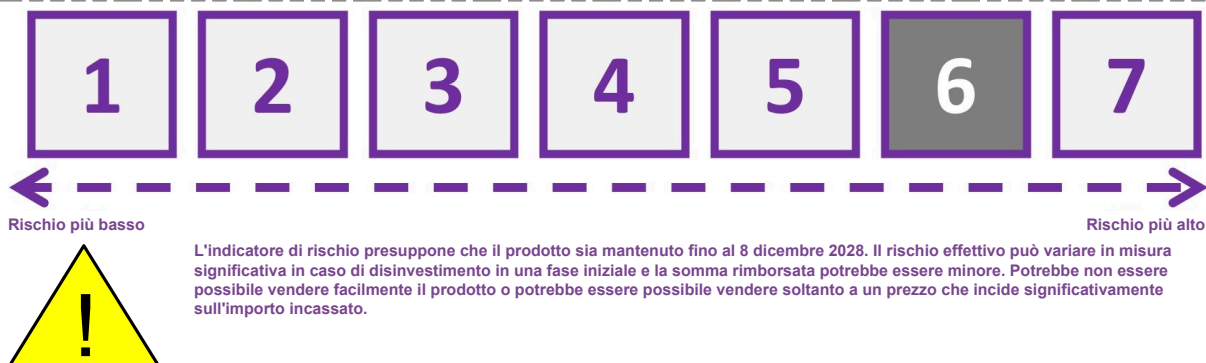 1 2 3 4 5 6 7
Rischio più basso Rischio più alto
L'indicatore di rischio presuppone che il prodotto sia mantenuto fino al 8 dicembre 2028. Il rischio effettivo può variare in misura
significativa in caso di disinvestimento in una fase iniziale e la somma rimborsata potrebbe essere minore. Potrebbe non essere
possibile vendere facilmente il prodotto o potrebbe essere possibile vendere soltanto a un prezzo che incide significativamente
sull'importo incassato.
!